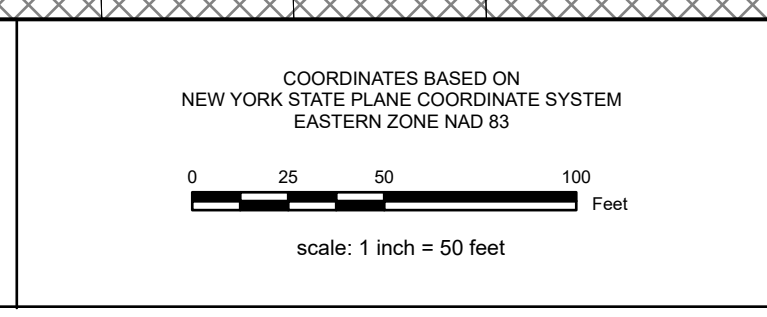 COORDINATES BASED ON
NEW YORK STATE PLANE COORDINATE SYSTEM
EASTERN ZONE NAD 83
0 25 50 100
Feet
scale: 1 inch = 50 feet